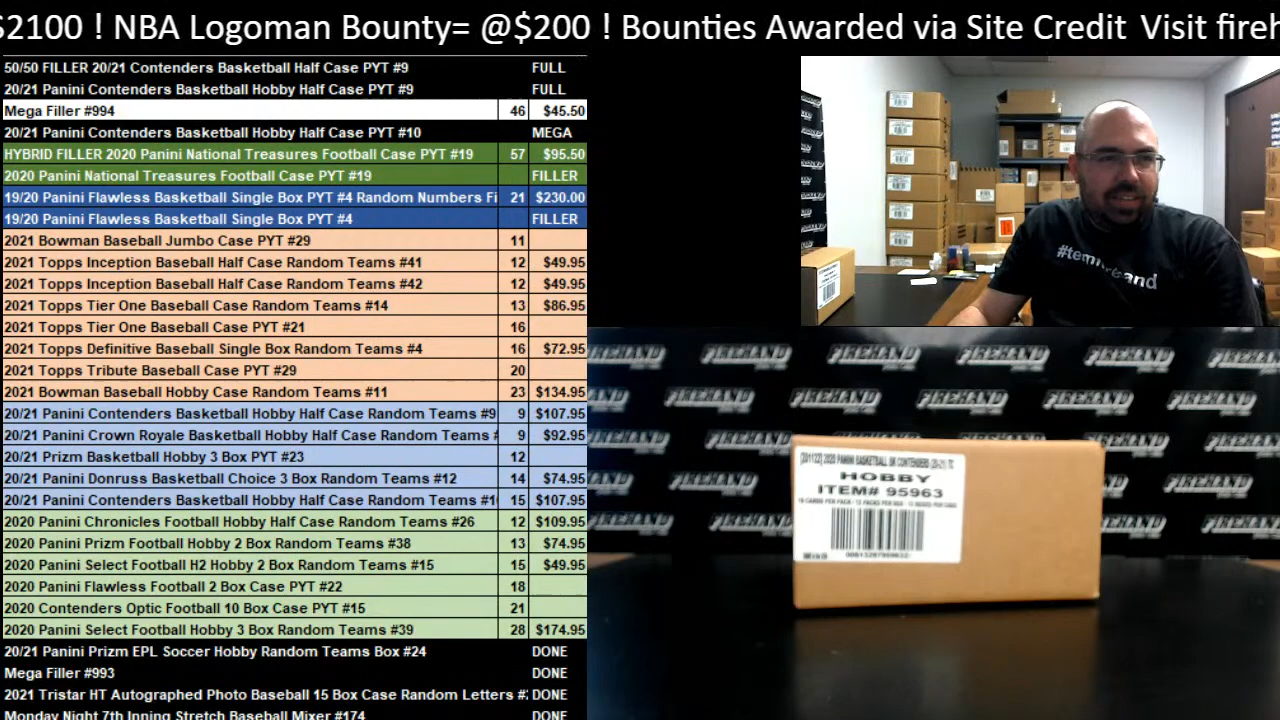 $2100 ! NBA Logoman Bounty= @$200 ! Bounties Awarded via Site Credit Visit fireh
50/50 FILLER 20/21 Contenders Basketball Half Case PYT #9 FULL
20/21 Panini Contenders Basketball Hobby Half Case PYT #9 FULL
Mega Filler #994 46 $45.50
20/21 Panini Contenders Basketball Hobby Half Case PYT #10 MEGA
HYBRID FILLER 2020 Panini National Treasures Football Case PYT #19 57 $95.50
2020 Panini National Treasures Football Case PYT #19 FILLER
19/20 Panini Flawless Basketball Single Box PYT #4 Random Numbers Fi 21 $230.00
19/20 Panini Flawless Basketball Single Box PYT #4 FILLER
2021 Bowman Baseball Jumbo Case PYT #29 11
2021 Topps Inception Baseball Half Case Random Teams #41 12 $49.95
2021 Topps Inception Baseball Half Case Random Teams #42 12 $49.95
2021 Topps Tier One Baseball Case Random Teams #14 13 $86.95
2021 Topps Tier One Baseball Case PYT #21 16
2021 Topps Definitive Baseball Single Box Random Teams #4 16 $72.95
2021 Topps Tribute Baseball Case PYT #29 20
2021 Bowman Baseball Hobby Case Random Teams #11 23 $134.95
20/21 Panini Contenders Basketball Hobby Half Case Random Teams #9 9 $107.95
20/21 Panini Crown Royale Basketball Hobby Half Case Random Teams # 9 $92.95
20/21 Prizm Basketball Hobby 3 Box PYT #23 12
20/21 Panini Donruss Basketball Choice 3 Box Random Teams #12 14 $74.95
20/21 Panini Contenders Basketball Hobby Half Case Random Teams #1 15 $107.95
2020 Panini Chronicles Football Hobby Half Case Random Teams #26 12 $109.95
2020 Panini Prizm Football Hobby 2 Box Random Teams #38 13 $74.95
2020 Panini Select Football H2 Hobby 2 Box Random Teams #15 15 $49.95
2020 Panini Flawless Football 2 Box Case PYT #22 18
2020 Contenders Optic Football 10 Box Case PYT #15 21
2020 Panini Select Football Hobby 3 Box Random Teams #39 28 $174.95
20/21 Panini Prizm EPL Soccer Hobby Random Teams Box #24 DONE
Mega Filler #993 DONE
2021 Tristar HT Autographed Photo Baseball 15 Box Case Random Letters #2 DONE
Monday Night 7th Inning Stretch Baseball Mixer #174 DONE
FIREHAND
HOBBY
ITEM# 95963